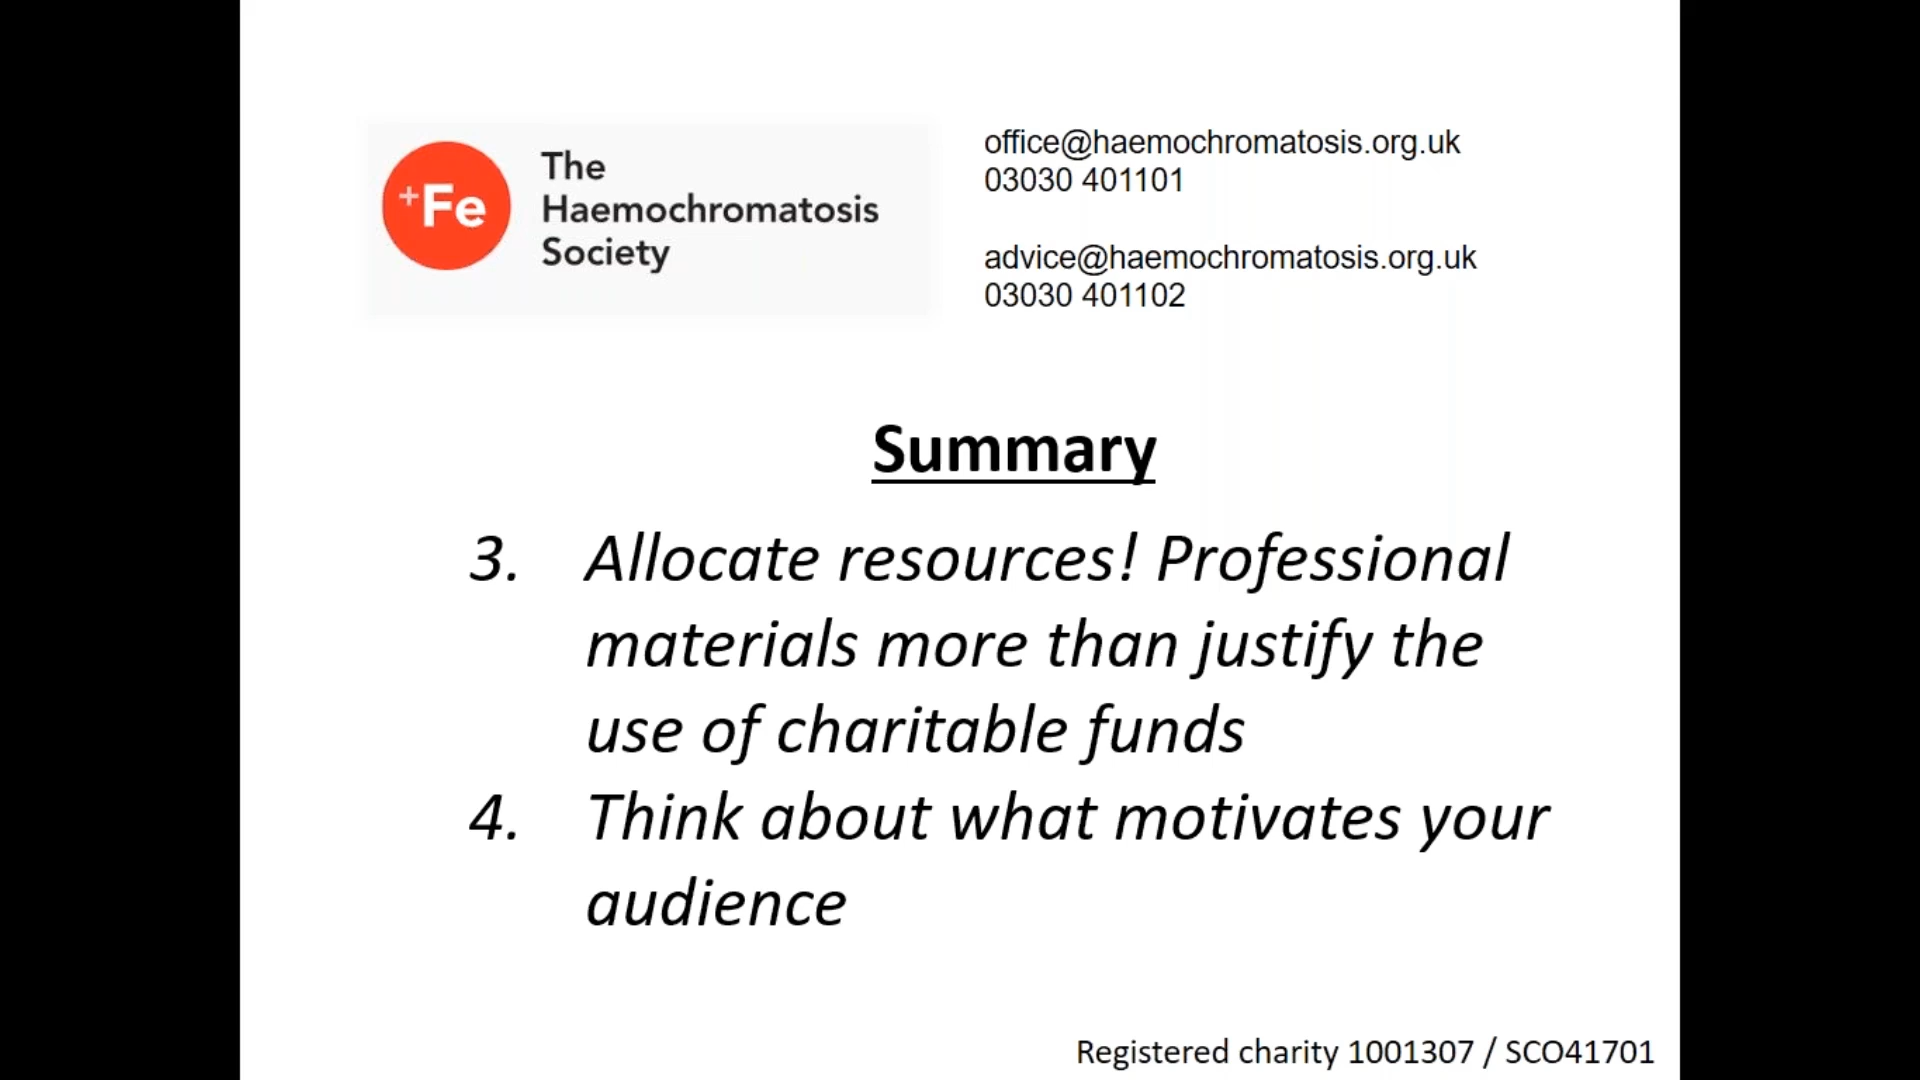 +Fe
The
Haemochromatosis
Society
office@haemochromatosis.org.uk
03030 401101
advice@haemochromatosis.org.uk
03030 401102
Summary
3. Allocate resources! Professional
materials more than justify the
use of charitable funds
4. Think about what motivates your
audience
Registered charity 1001307 / SCO41701